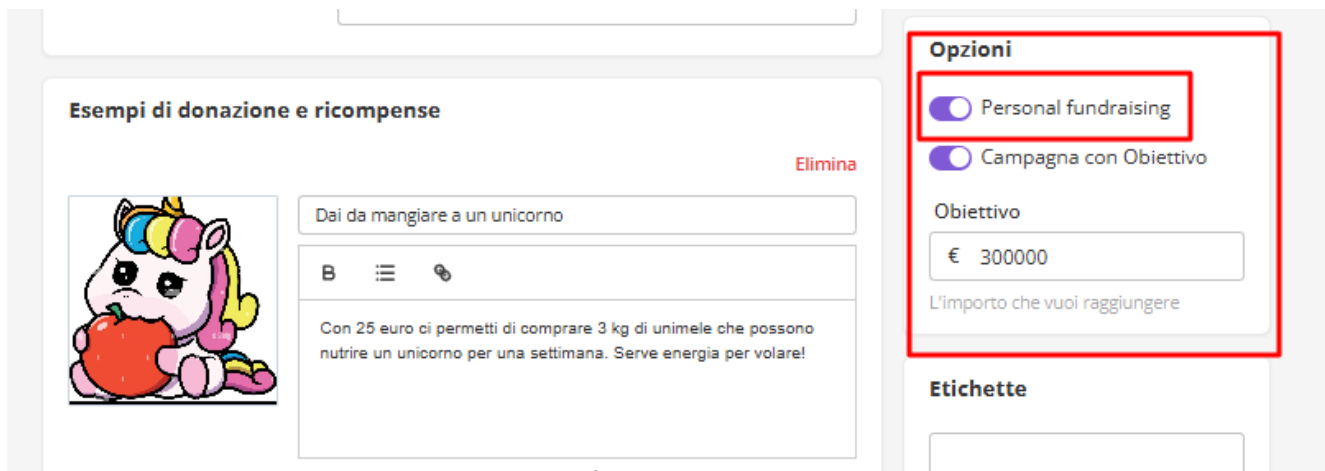 Esempi di donazione e ricompense
Elimina
Dai da mangiare a un unicorno
B
Con 25 euro ci permetti di comprare 3 kg di unimele che possono
nutrire un unicorno per una settimana. Serve energia per volare!
Opzioni
Personal fundraising
Campagna con Obiettivo
Obiettivo
€ 300000
L'importo che vuoi raggiungere
Etichette